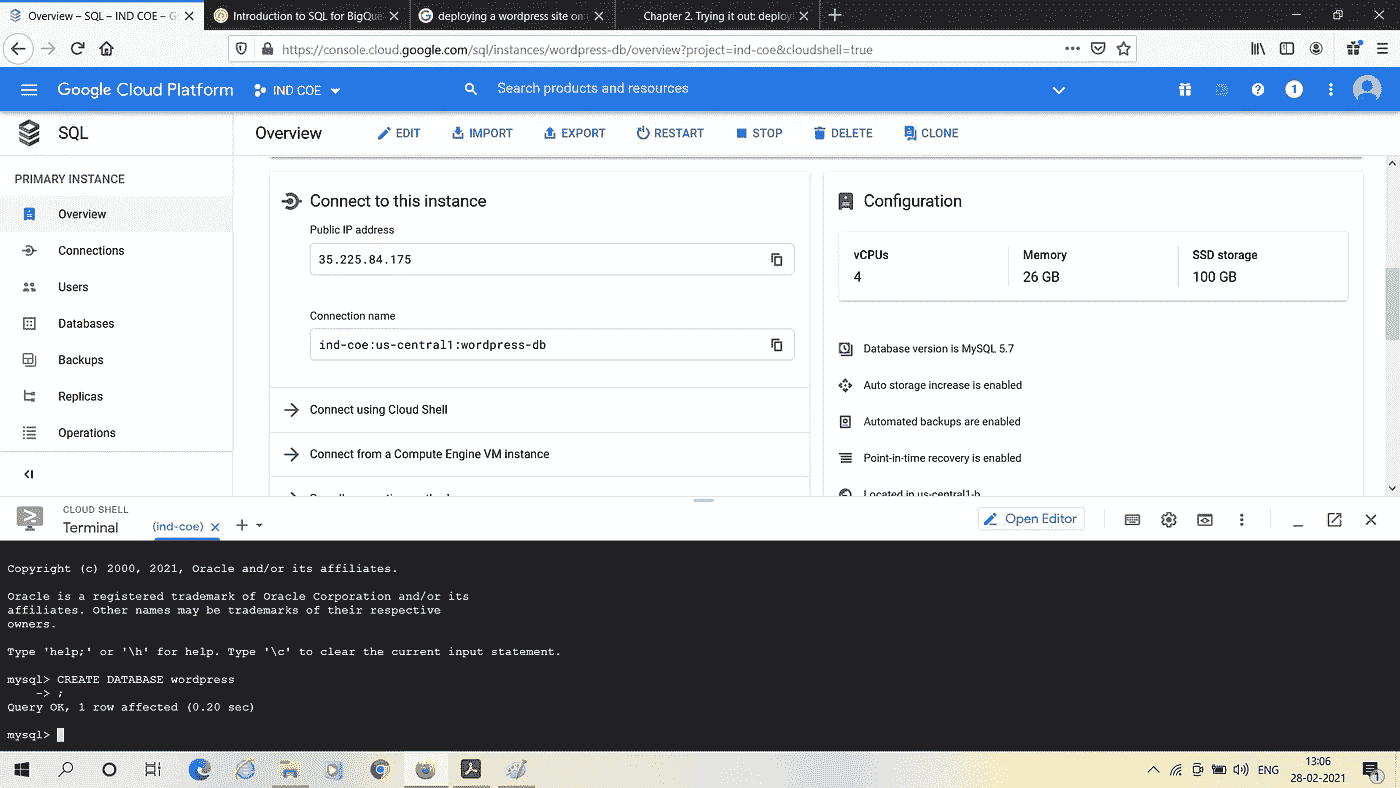 Overview – SQL – IND COE – Go
Introduction to SQL for BigQue
deploying a wordpress site on
Chapter 2. Trying it out: deploy
https://console.cloud.google.com/sql/instances/wordpress-db/overview?project=ind-coe&cloudshell=true
Google Cloud Platform
IND COE
Search products and resources
1
SQL
Overview
EDIT
IMPORT
EXPORT
RESTART
STOP
DELETE
CLONE
PRIMARY INSTANCE
Overview
Connections
Users
Databases
Backups
Replicas
Operations
Connect to this instance
Public IP address
35.225.84.175
Connection name
ind-coe:us-central1:wordpress-db
Connect using Cloud Shell
Connect from a Compute Engine VM instance
Configuration
vCPUs
4
Memory
26 GB
SSD storage
100 GB
Database version is MySQL 5.7
Auto storage increase is enabled
Automated backups are enabled
Point-in-time recovery is enabled
Located in us-central1-b
CLOUD SHELL
Terminal
(ind-coe)
Open Editor
Copyright (c) 2000, 2021, Oracle and/or its affiliates.
Oracle is a registered trademark of Oracle Corporation and/or its
affiliates. Other names may be trademarks of their respective
owners.
Type 'help;' or '\h' for help. Type '\c' to clear the current input statement.
mysql> CREATE DATABASE wordpress
-> ;
Query OK, 1 row affected (0.20 sec)
mysql>
ENG
13:06
28-02-2021
1